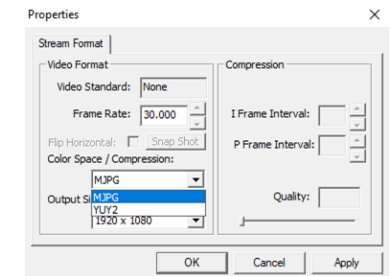 Properties
Stream Format
Video Format
Video Standard: None
Frame Rate: 30.000
Flip Horizontal: Snap Shot
Color Space / Compression:
MJPG
MJPG
YUY2
Output Si
1920 x 1080
Compression
I Frame Interval:
P Frame Interval:
Quality:
OK Cancel Apply